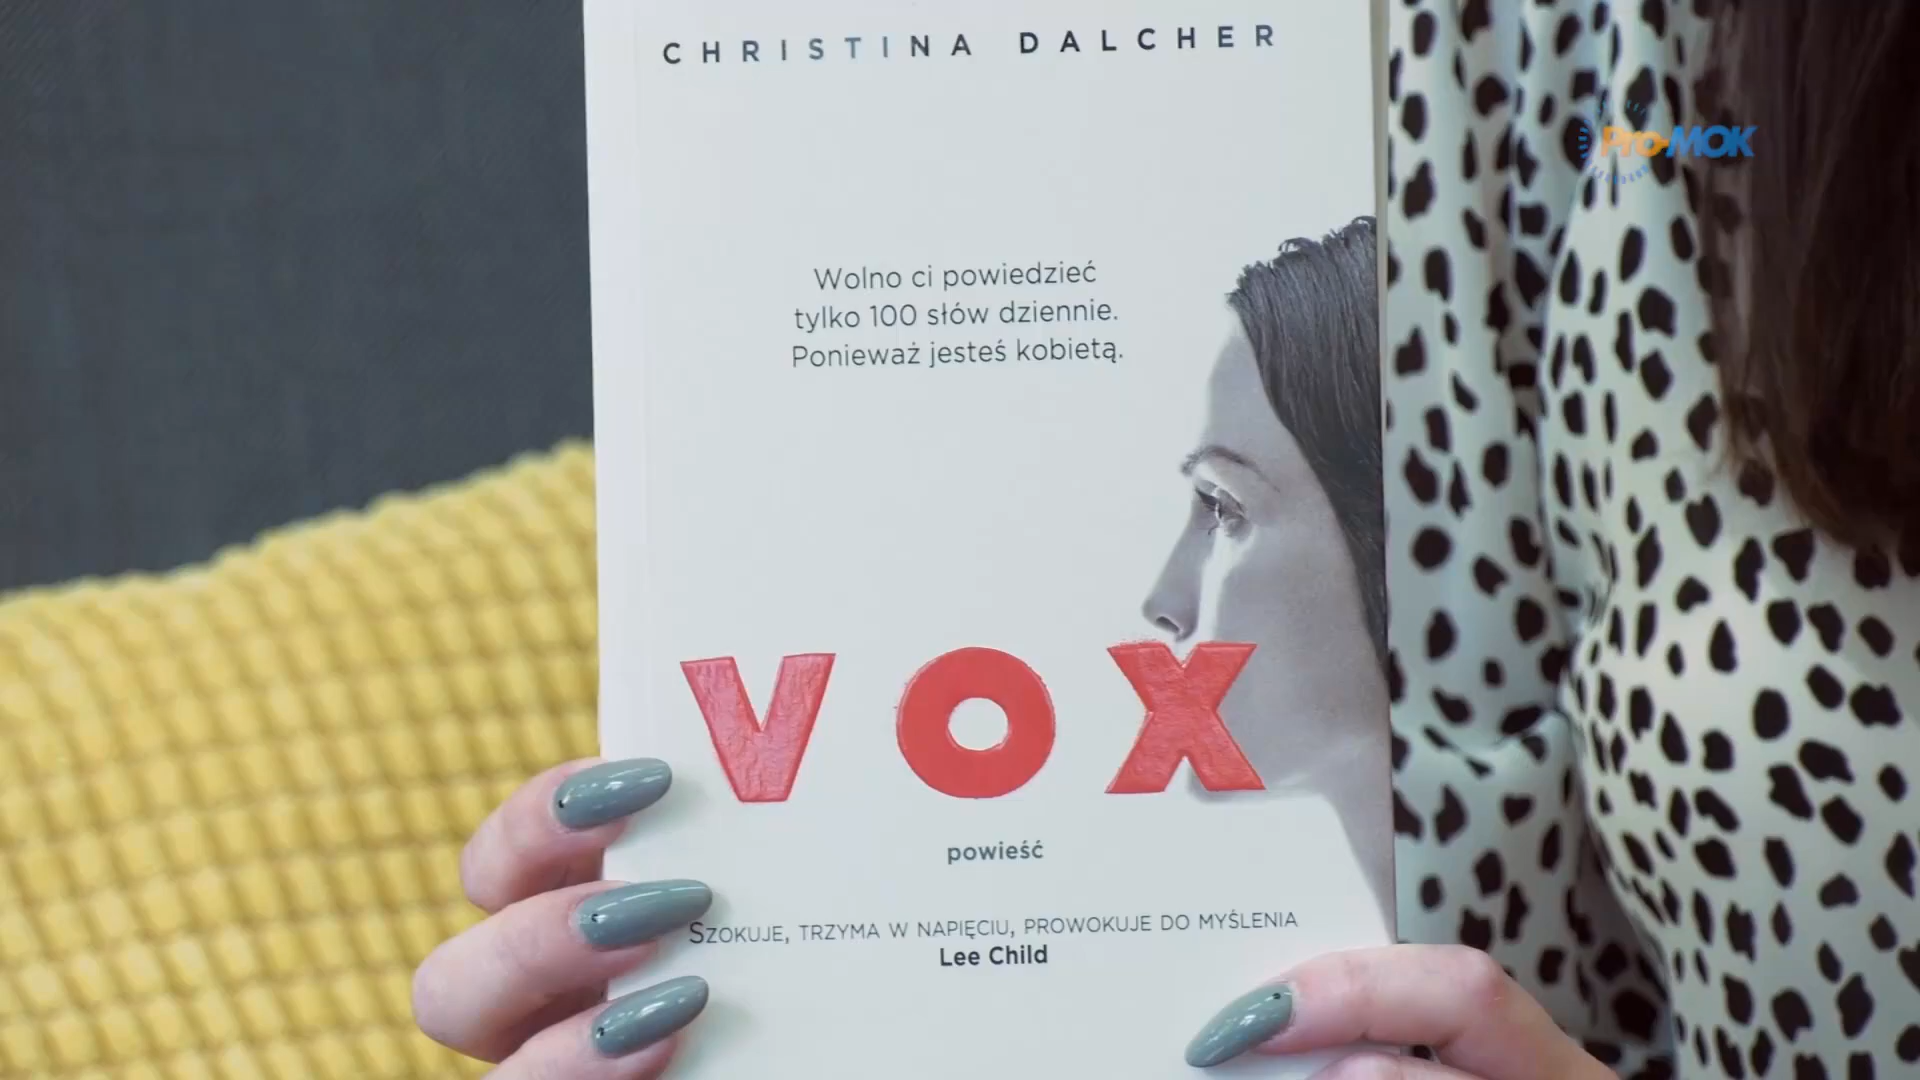 CHRISTINA DALCHER
Pro-MOK
Wolno ci powiedzieć
tylko 100 słów dziennie.
Ponieważ jesteś kobietą.
VOX
powieść
SZOKUJE, TRZYMA W NAPIĘCIU, PROWOKUJE DO MYŚLENIA
Lee Child